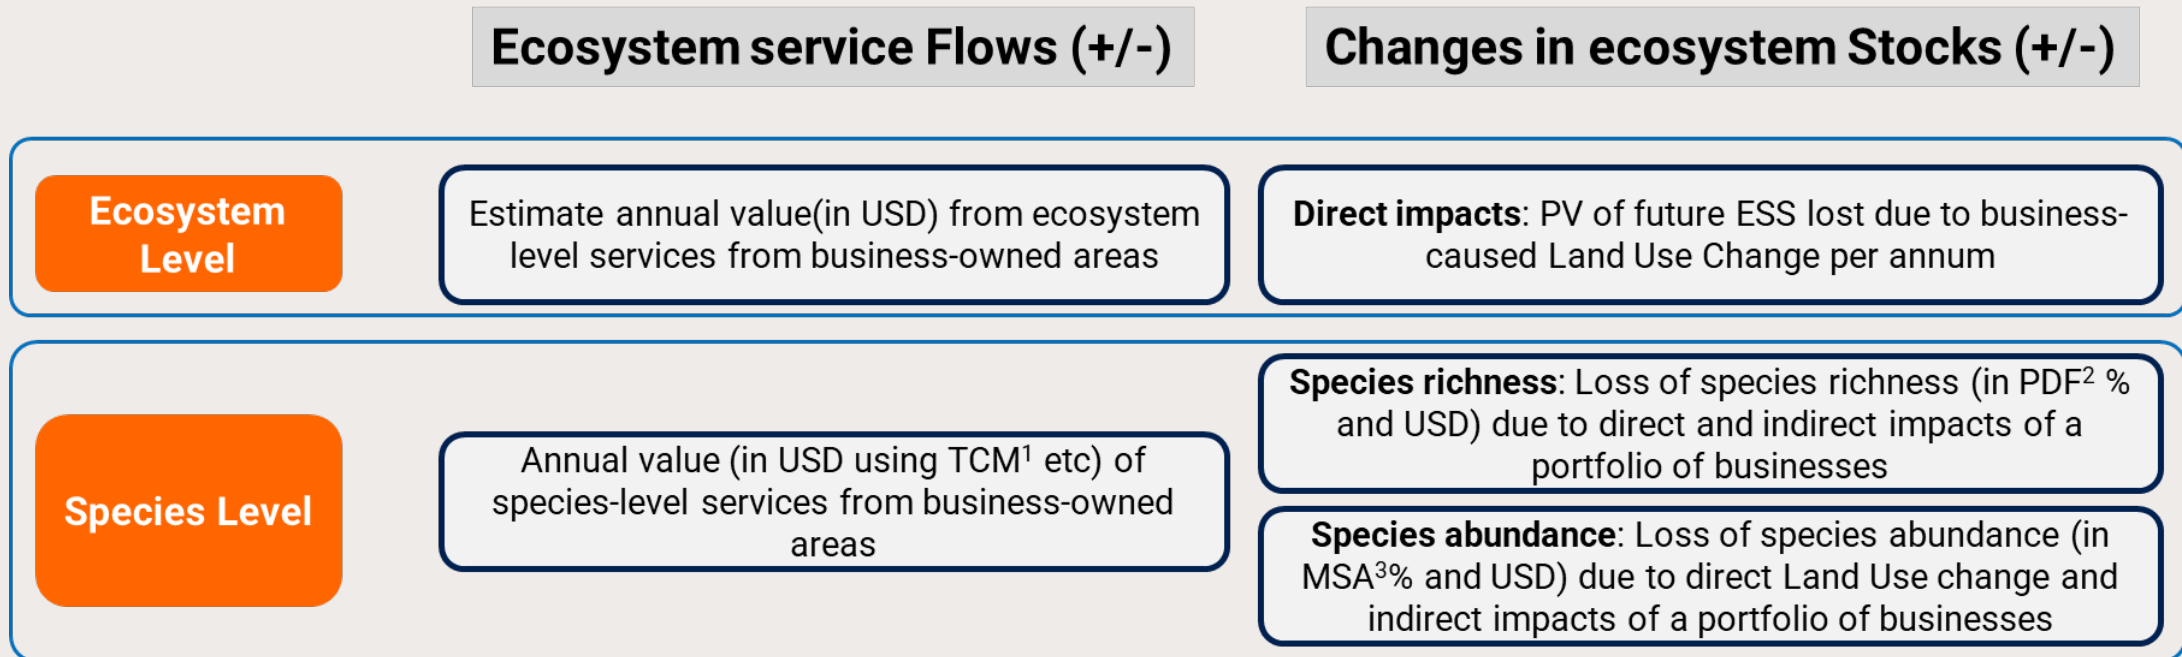 Ecosystem service Flows (+/-)
Changes in ecosystem Stocks (+/-)
Ecosystem
Level
Estimate annual value(in USD) from ecosystem
level services from business-owned areas
Direct impacts: PV of future ESS lost due to business-
caused Land Use Change per annum
Species Level
Annual value (in USD using TCM¹ etc) of
species-level services from business-owned
areas
Species richness: Loss of species richness (in PDF² %
and USD) due to direct and indirect impacts of a
portfolio of businesses
Species abundance: Loss of species abundance (in
MSA³% and USD) due to direct Land Use change and
indirect impacts of a portfolio of businesses